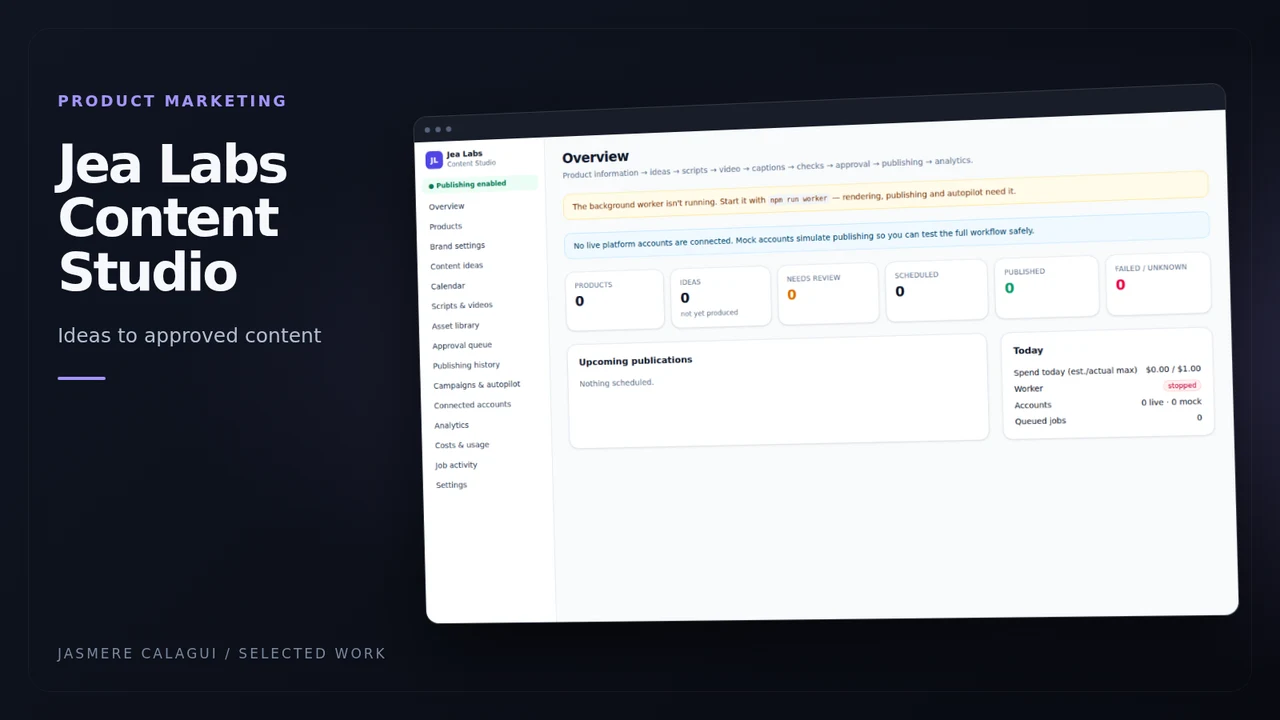 PRODUCT MARKETING
Jea Labs
Content
Studio
Ideas to approved content
JASMERE CALAGUI / SELECTED WORK
JL
Jea Labs
Content Studio
Publishing enabled
Overview
Products
Brand settings
Content ideas
Calendar
Scripts & videos
Asset library
Approval queue
Publishing history
Campaigns & autopilot
Connected accounts
Analytics
Costs & usage
Job activity
Settings
Overview
Product information → ideas → scripts → video → captions → checks → approval → publishing → analytics.
The background worker isn't running. Start it with npm run worker — rendering, publishing and autopilot need it.
No live platform accounts are connected. Mock accounts simulate publishing so you can test the full workflow safely.
PRODUCTS
0
IDEAS
0
not yet produced
NEEDS REVIEW
0
SCHEDULED
0
PUBLISHED
0
FAILED / UNKNOWN
0
Upcoming publications
Nothing scheduled.
Today
Spend today (est./actual max) $0.00 / $1.00
Worker stopped
Accounts 0 live · 0 mock
Queued jobs 0